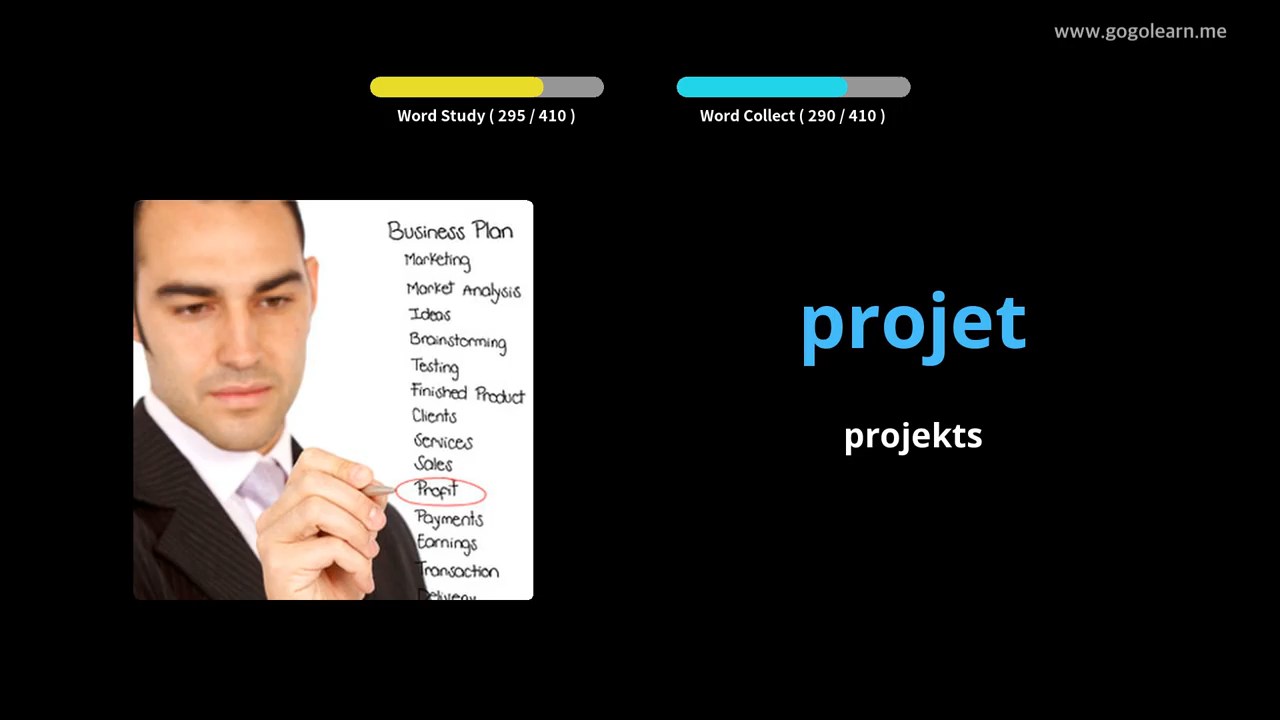 www.gogolearn.me
Word Study ( 295 / 410 )
Word Collect ( 290 / 410 )
Business Plan
Marketing
Market Analysis
Ideas
Brainstorming
Testing
Finished Product
Clients
Services
Sales
Profit
Payments
Earnings
Transaction
Delivery
projet
projekts